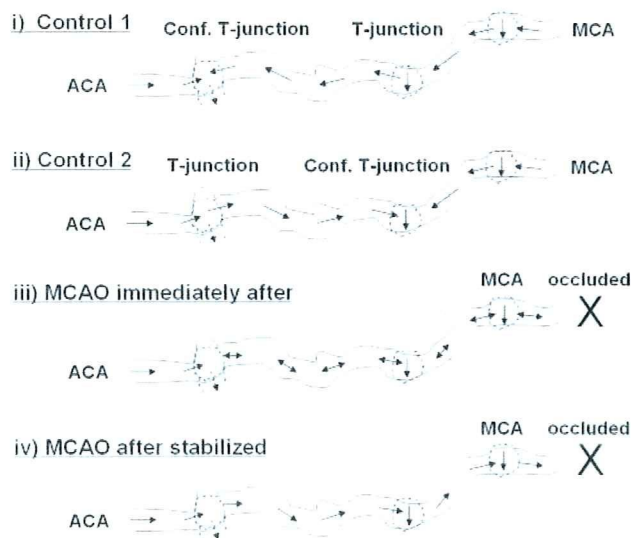 i) Control 1
Conf. T-junction T-junction
MCA
ACA
ii) Control 2
T-junction Conf. T-junction
MCA
ACA
iii) MCAO immediately after
MCA occluded
X
ACA
iv) MCAO after stabilized
MCA occluded
X
ACA